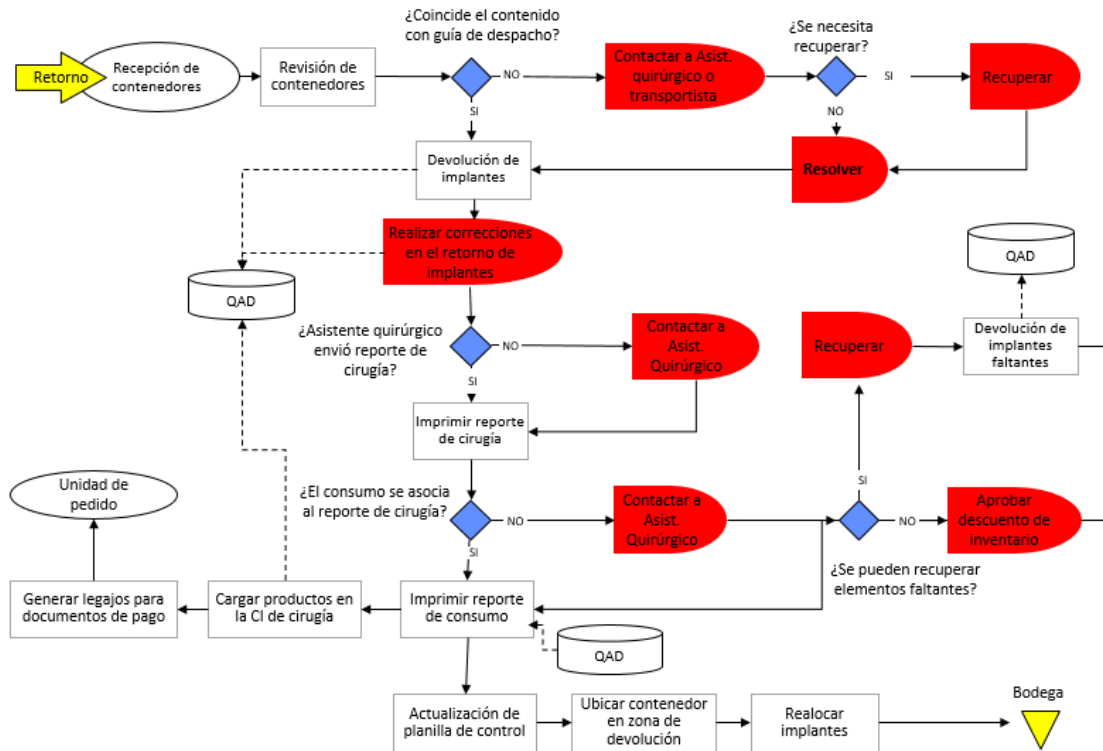 ¿Coincide el contenido
con guía de despacho?
¿Se necesita
recuperar?
Retorno
Recepción de
contenedores
Revisión de
contenedores
NO
Contactar a Asist.
quirúrgico o
transportista
SI
Recuperar
SI
NO
Devolución de
implantes
Resolver
Realizar correcciones
en el retorno de
implantes
QAD
QAD
¿Asistente quirúrgico
envió reporte de
cirugía?
NO
Contactar a
Asist.
Quirúrgico
Recuperar
Devolución de
implantes
faltantes
SI
Imprimir reporte
de cirugía
Unidad de
pedido
¿El consumo se asocia
al reporte de cirugía?
NO
Contactar a
Asist.
Quirúrgico
SI
NO
Aprobar
descuento de
inventario
SI
¿Se pueden recuperar
elementos faltantes?
Generar legajos para
documentos de pago
Cargar productos en
la CI de cirugía
Imprimir reporte
de consumo
QAD
Actualización de
planilla de control
Ubicar contenedor
en zona de
devolución
Realocar
implantes
Bodega